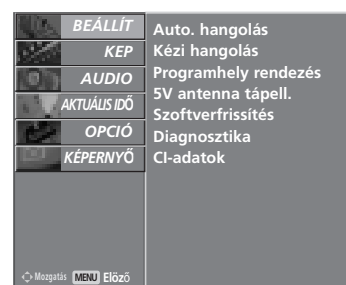 BEÁLLÍT
KEP
AUDIO
AKTUÁLIS IDŐ
OPCIÓ
KÉPERNYŐ
Auto. hangolás
Kézi hangolás
Programhely rendezés
5V antenna tápell.
Szoftverfrissítés
Diagnosztika
CI-adatok
Mozgatás MENU Előző